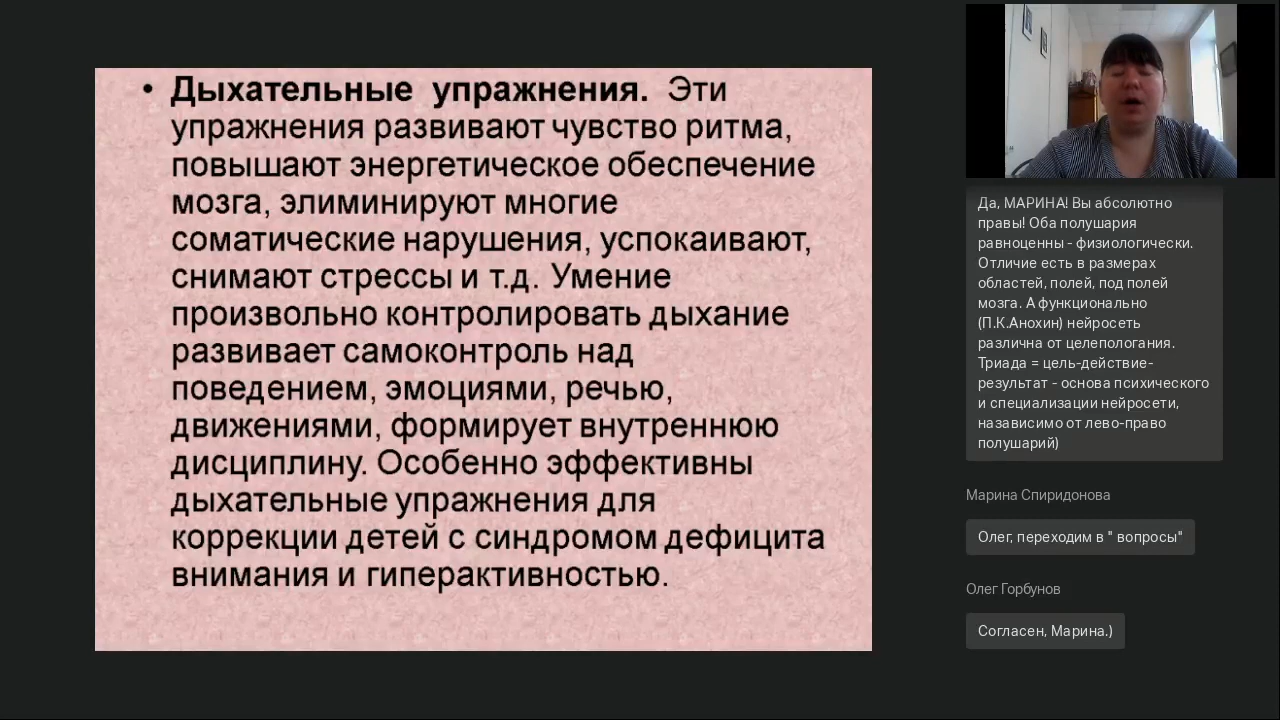 • Дыхательные упражнения. Эти
упражнения развивают чувство ритма,
повышают энергетическое обеспечение
мозга, элиминируют многие
соматические нарушения, успокаивают,
снимают стрессы и т.д. Умение
произвольно контролировать дыхание
развивает самоконтроль над
поведением, эмоциями, речью,
движениями, формирует внутреннюю
дисциплину. Особенно эффективны
дыхательные упражнения для
коррекции детей с синдромом дефицита
внимания и гиперактивностью.
Да, МАРИНА! Вы абсолютно
правы! Оба полушария
равноценны - физиологически.
Отличие есть в размерах
областей, полей, под полей
мозга. А функционально
(П.К.Анохин) нейросеть
различна от целепологания.
Триада = цель-действие-
результат - основа психического
и специализации нейросети,
назависимо от лево-право
полушарий)
Марина Спиридонова
Олег, переходим в " вопросы"
Олег Горбунов
Согласен, Марина.)